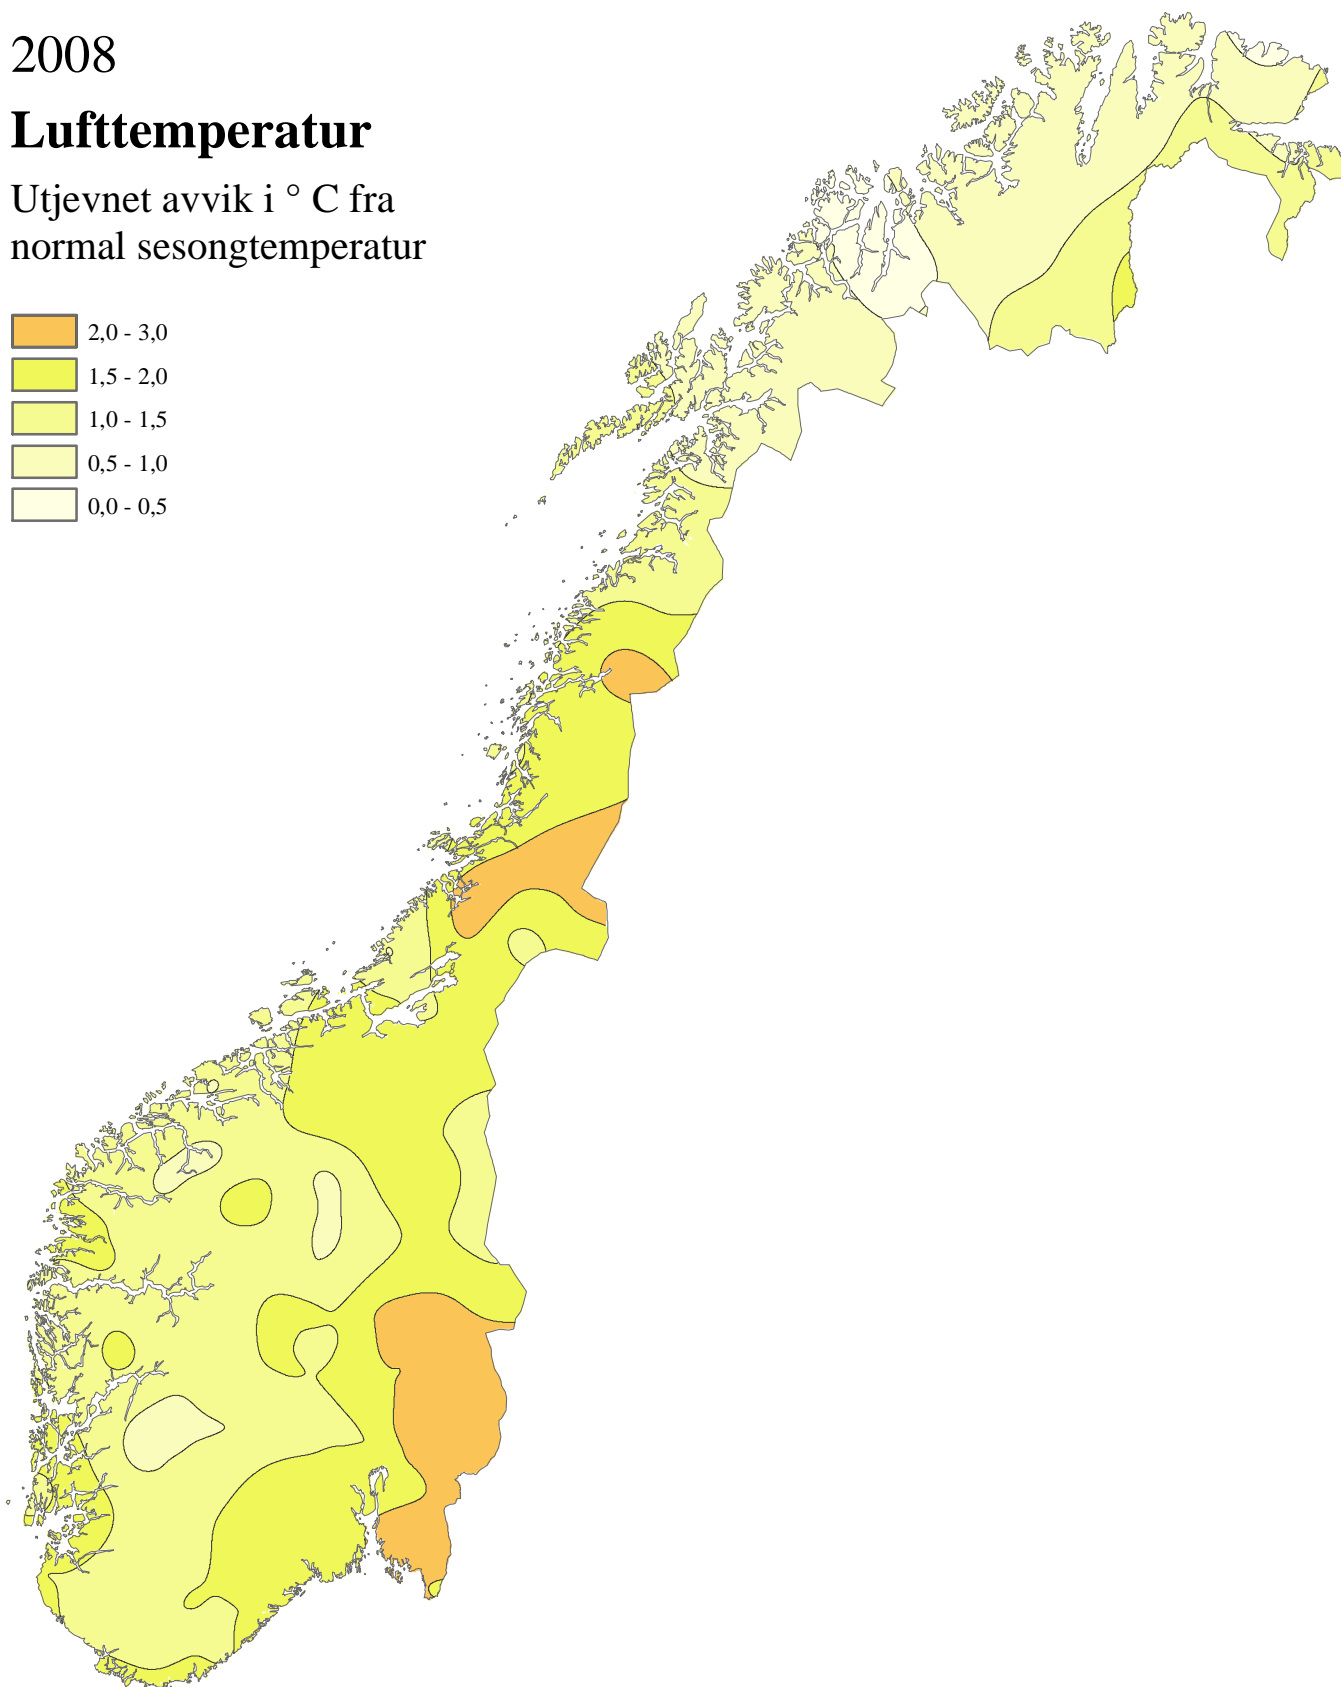 2008
Lufttemperatur
Utjevnet avvik i ° C fra
normal sesongtemperatur
2,0 - 3,0
1,5 - 2,0
1,0 - 1,5
0,5 - 1,0
0,0 - 0,5